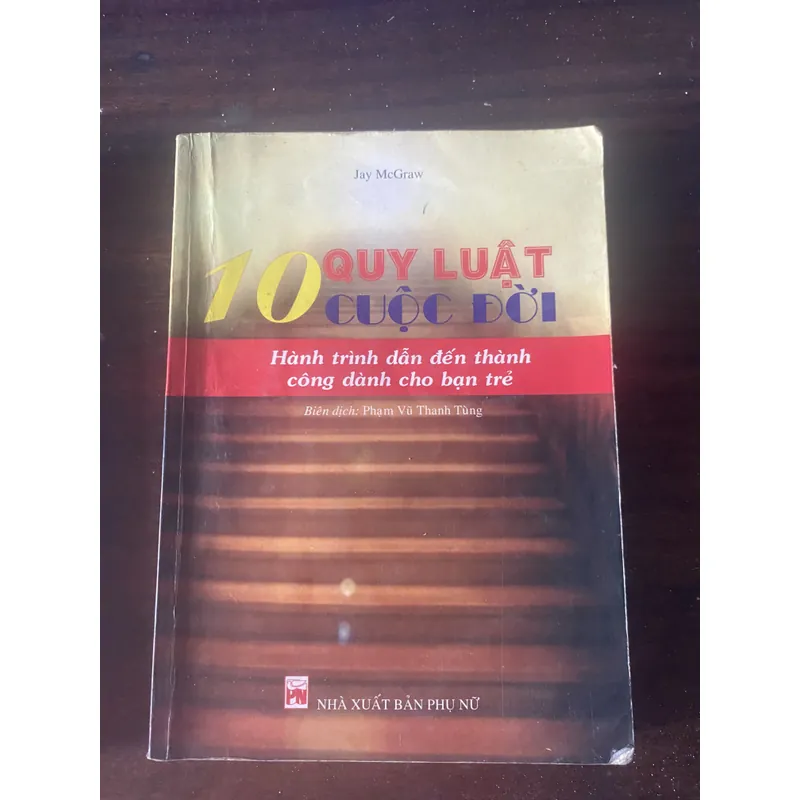 Jay McGraw
10 QUY LUẬT
CUỘC ĐỜI
Hành trình dẫn đến thành
công dành cho bạn trẻ
Biên dịch: Phạm Vũ Thanh Tùng
PN
NHÀ XUẤT BẢN PHỤ NỮ